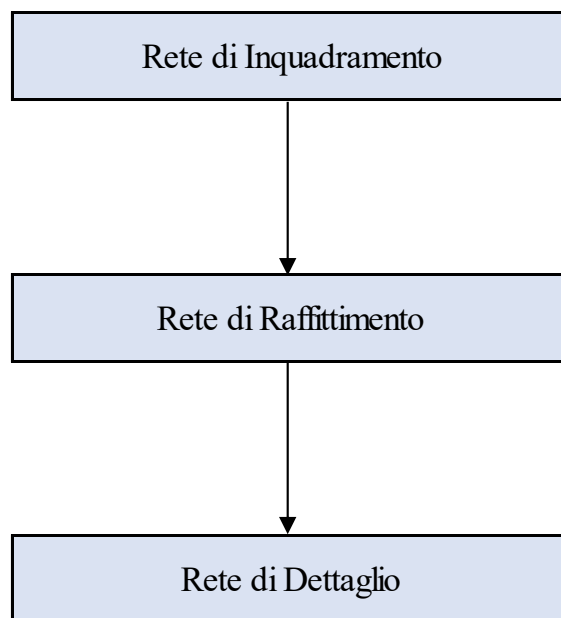 Rete di Inquadramento
Rete di Raffittimento
Rete di Dettaglio